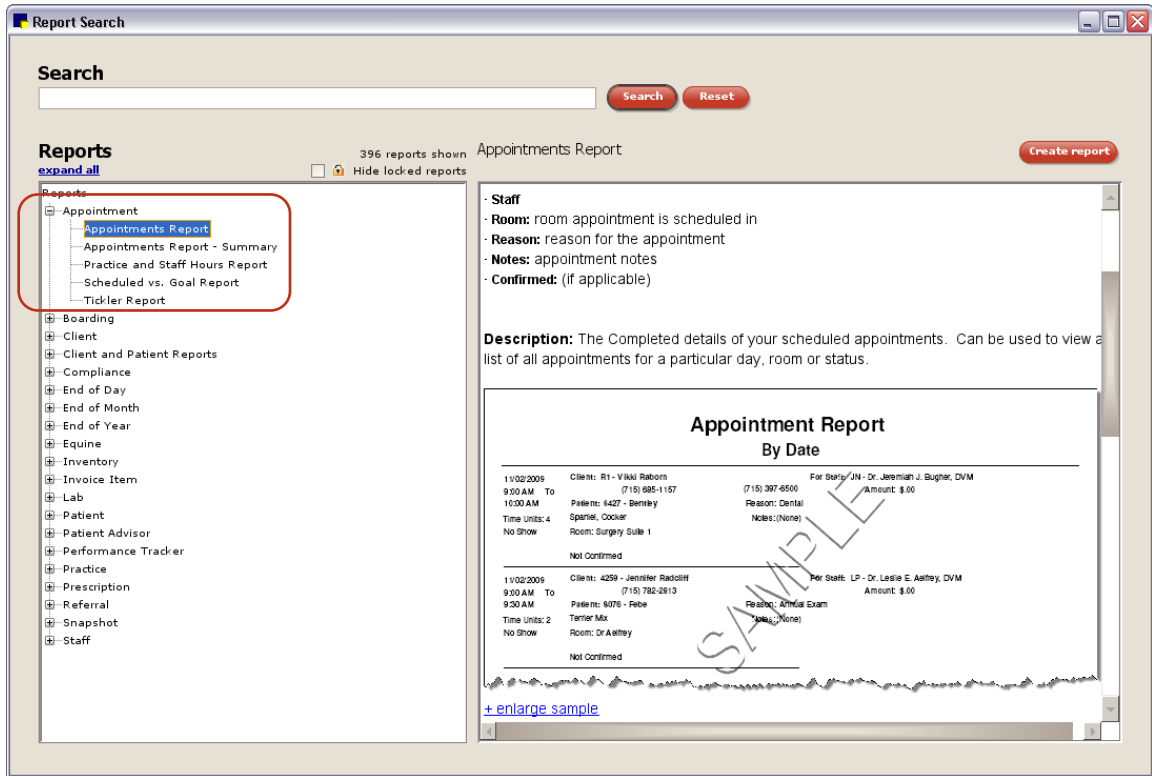 Report Search
Search
Search
Reset
Reports
396 reports shown
expand all
Hide locked reports
Reports
Appointment
Appointments Report
Appointments Report - Summary
Practice and Staff Hours Report
Scheduled vs. Goal Report
Tickler Report
Boarding
Client
Client and Patient Reports
Compliance
End of Day
End of Month
End of Year
Equine
Inventory
Invoice Item
Lab
Patient
Patient Advisor
Performance Tracker
Practice
Prescription
Referral
Snapshot
Staff
Appointments Report
Create report
· Staff
· Room: room appointment is scheduled in
· Reason: reason for the appointment
· Notes: appointment notes
· Confirmed: (if applicable)
Description: The Completed details of your scheduled appointments. Can be used to view a
list of all appointments for a particular day, room or status.
Appointment Report
By Date
11/02/2009 Client: R1 - Vikki Raborn For Staff: JN - Dr. Jeremiah J. Bugher, DVM
9:00 AM To (715) 685-1157 (715) 397-6500 Amount: $.00
10:00 AM Patient: 6427 - Bentley Reason: Dental
Time Units: 4 Spaniel, Cocker Notes: (None)
No Show Room: Surgery Suite 1
Not Confirmed
11/02/2009 Client: 4259 - Jennifer Radcliff For Staff: LP - Dr. Leslie E. Aelfrey, DVM
9:00 AM To (715) 782-2813 Amount: $.00
9:30 AM Patient: 9076 - Febe Reason: Annual Exam
Time Units: 2 Terrier Mix Notes: (None)
No Show Room: Dr Aelfrey
Not Confirmed
SAMPLE
+ enlarge sample